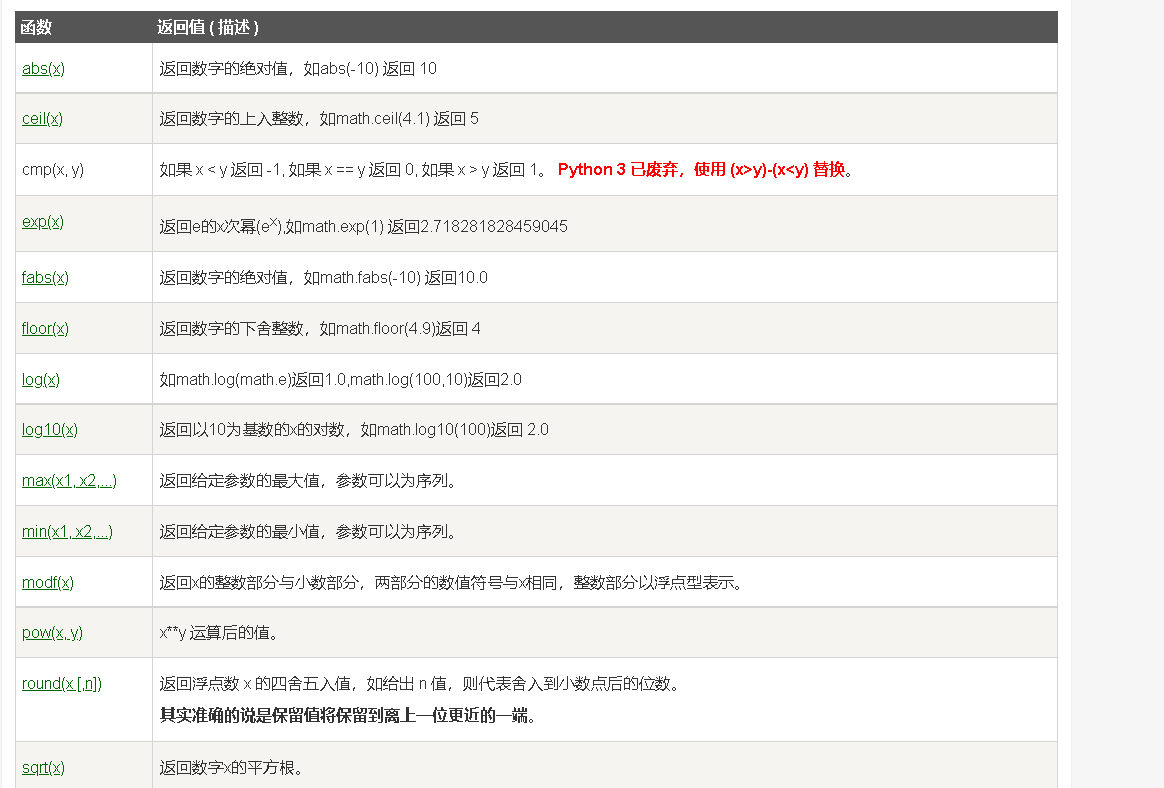 函数 返回值 ( 描述 )
abs(x) 返回数字的绝对值，如abs(-10) 返回 10
ceil(x) 返回数字的上入整数，如math.ceil(4.1) 返回 5
cmp(x, y) 如果 x < y 返回 -1, 如果 x == y 返回 0, 如果 x > y 返回 1。 Python 3 已废弃，使用 (x>y)-(x<y) 替换。
exp(x) 返回e的x次幂(eˣ),如math.exp(1) 返回2.718281828459045
fabs(x) 返回数字的绝对值，如math.fabs(-10) 返回10.0
floor(x) 返回数字的下舍整数，如math.floor(4.9)返回 4
log(x) 如math.log(math.e)返回1.0,math.log(100,10)返回2.0
log10(x) 返回以10为基数的x的对数，如math.log10(100)返回 2.0
max(x1, x2,...) 返回给定参数的最大值，参数可以为序列。
min(x1, x2,...) 返回给定参数的最小值，参数可以为序列。
modf(x) 返回x的整数部分与小数部分，两部分的数值符号与x相同，整数部分以浮点型表示。
pow(x, y) x**y 运算后的值。
round(x [,n]) 返回浮点数 x 的四舍五入值，如给出 n 值，则代表舍入到小数点后的位数。
其实准确的说是保留值将保留到离上一位更近的一端。
sqrt(x) 返回数字x的平方根。